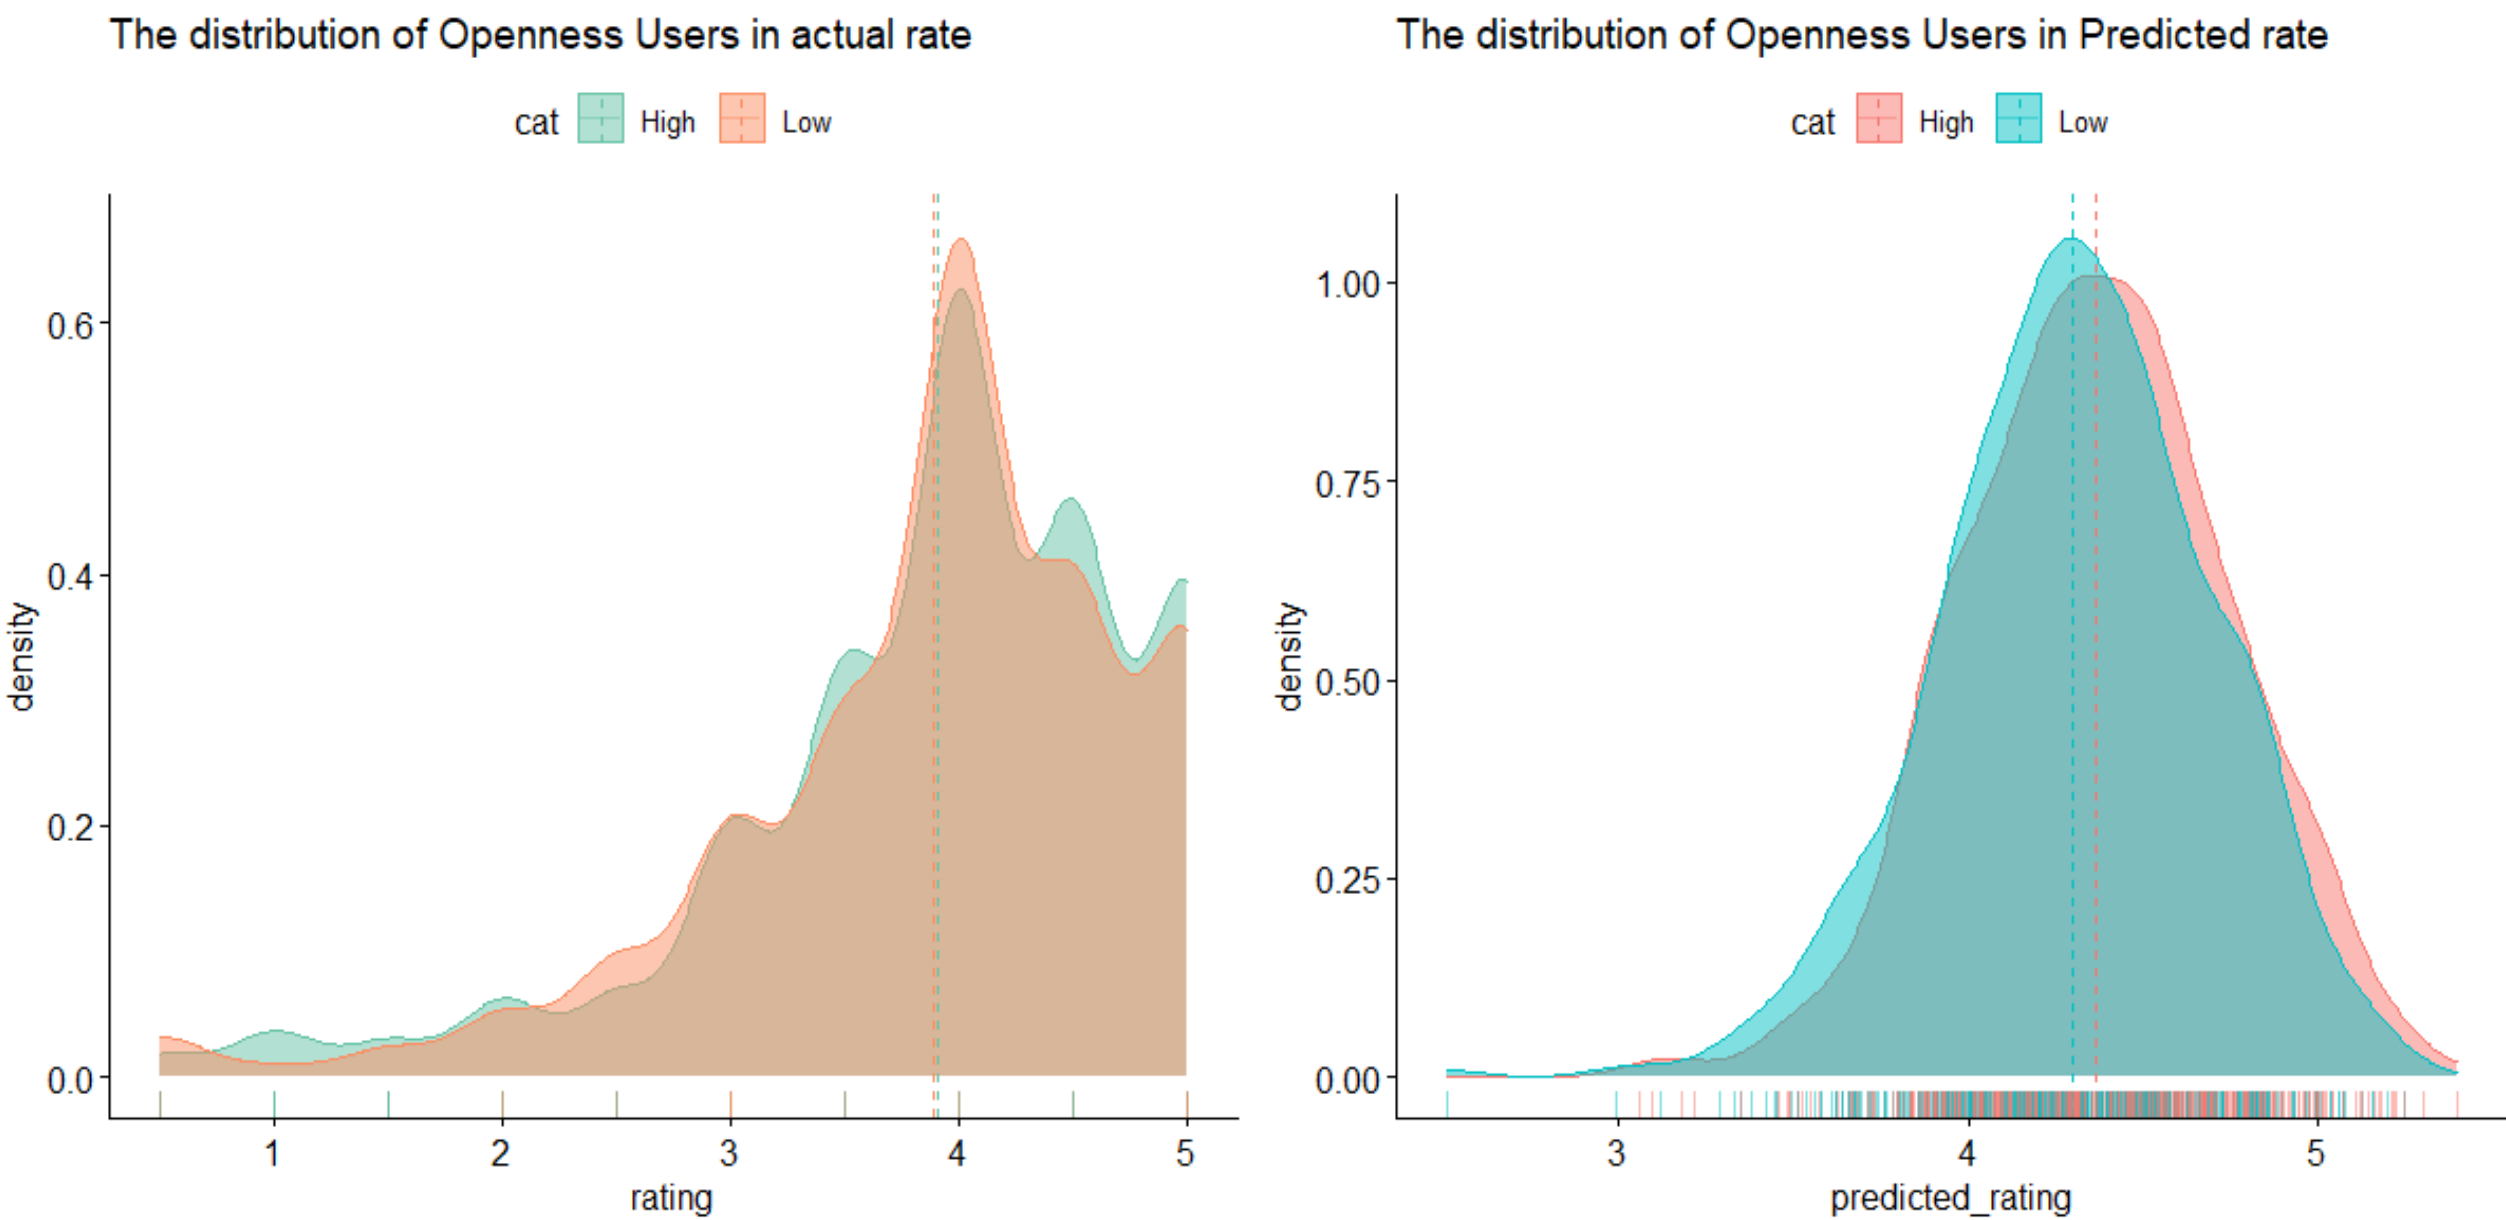 The distribution of Openness Users in actual rate
cat High Low
density
0.6
0.4
0.2
0.0
1 2 3 4 5
rating
The distribution of Openness Users in Predicted rate
cat High Low
density
1.00
0.75
0.50
0.25
0.00
3 4 5
predicted_rating